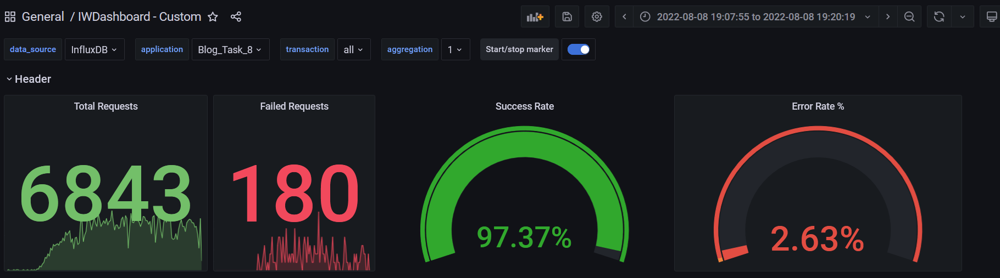 General / IWDashboard - Custom
2022-08-08 19:07:55 to 2022-08-08 19:20:19
data_source InfluxDB application Blog_Task_8 transaction all aggregation 1 Start/stop marker
Header
Total Requests Failed Requests Success Rate Error Rate %
6843 180 97.37% 2.63%